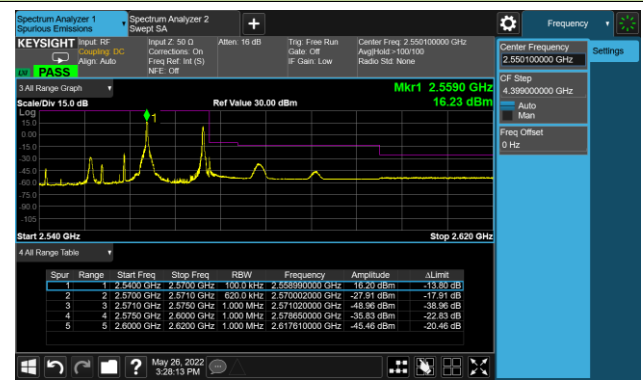 Spectrum Analyzer 1
Spurious Emissions
Spectrum Analyzer 2
Swept SA
Frequency
KEYSIGHT
Input: RF
Coupling: DC
Align: Auto
Input Z: 50 Ω
Corrections: On
Freq Ref: Int (S)
NFE: Off
Atten: 16 dB
Trig: Free Run
Gate: Off
IF Gain: Low
Center Freq: 2.550100000 GHz
Avg|Hold:>100/100
Radio Std: None
PASS
Center Frequency
2.550100000 GHz
Settings
CF Step
4.399000000 GHz
Auto
Man
Freq Offset
0 Hz
3 All Range Graph
Mkr1 2.5590 GHz
16.23 dBm
Scale/Div 15.0 dB
Ref Value 30.00 dBm
Log
15.0
0.00
-15.0
-30.0
-45.0
-60.0
-75.0
-90.0
-105
1
Start 2.540 GHz
Stop 2.620 GHz
4 All Range Table
Spur Range Start Freq Stop Freq RBW Frequency Amplitude ΔLimit
1 1 2.5400 GHz 2.5700 GHz 100.0 kHz 2.558990000 GHz 16.20 dBm -13.80 dB
2 2 2.5700 GHz 2.5710 GHz 620.0 kHz 2.570002000 GHz -27.91 dBm -17.91 dB
3 3 2.5710 GHz 2.5750 GHz 1.000 MHz 2.571020000 GHz -48.96 dBm -38.96 dB
4 4 2.5750 GHz 2.6000 GHz 1.000 MHz 2.578650000 GHz -35.83 dBm -22.83 dB
5 5 2.6000 GHz 2.6200 GHz 1.000 MHz 2.617610000 GHz -45.46 dBm -20.46 dB
May 26, 2022
3:28:13 PM